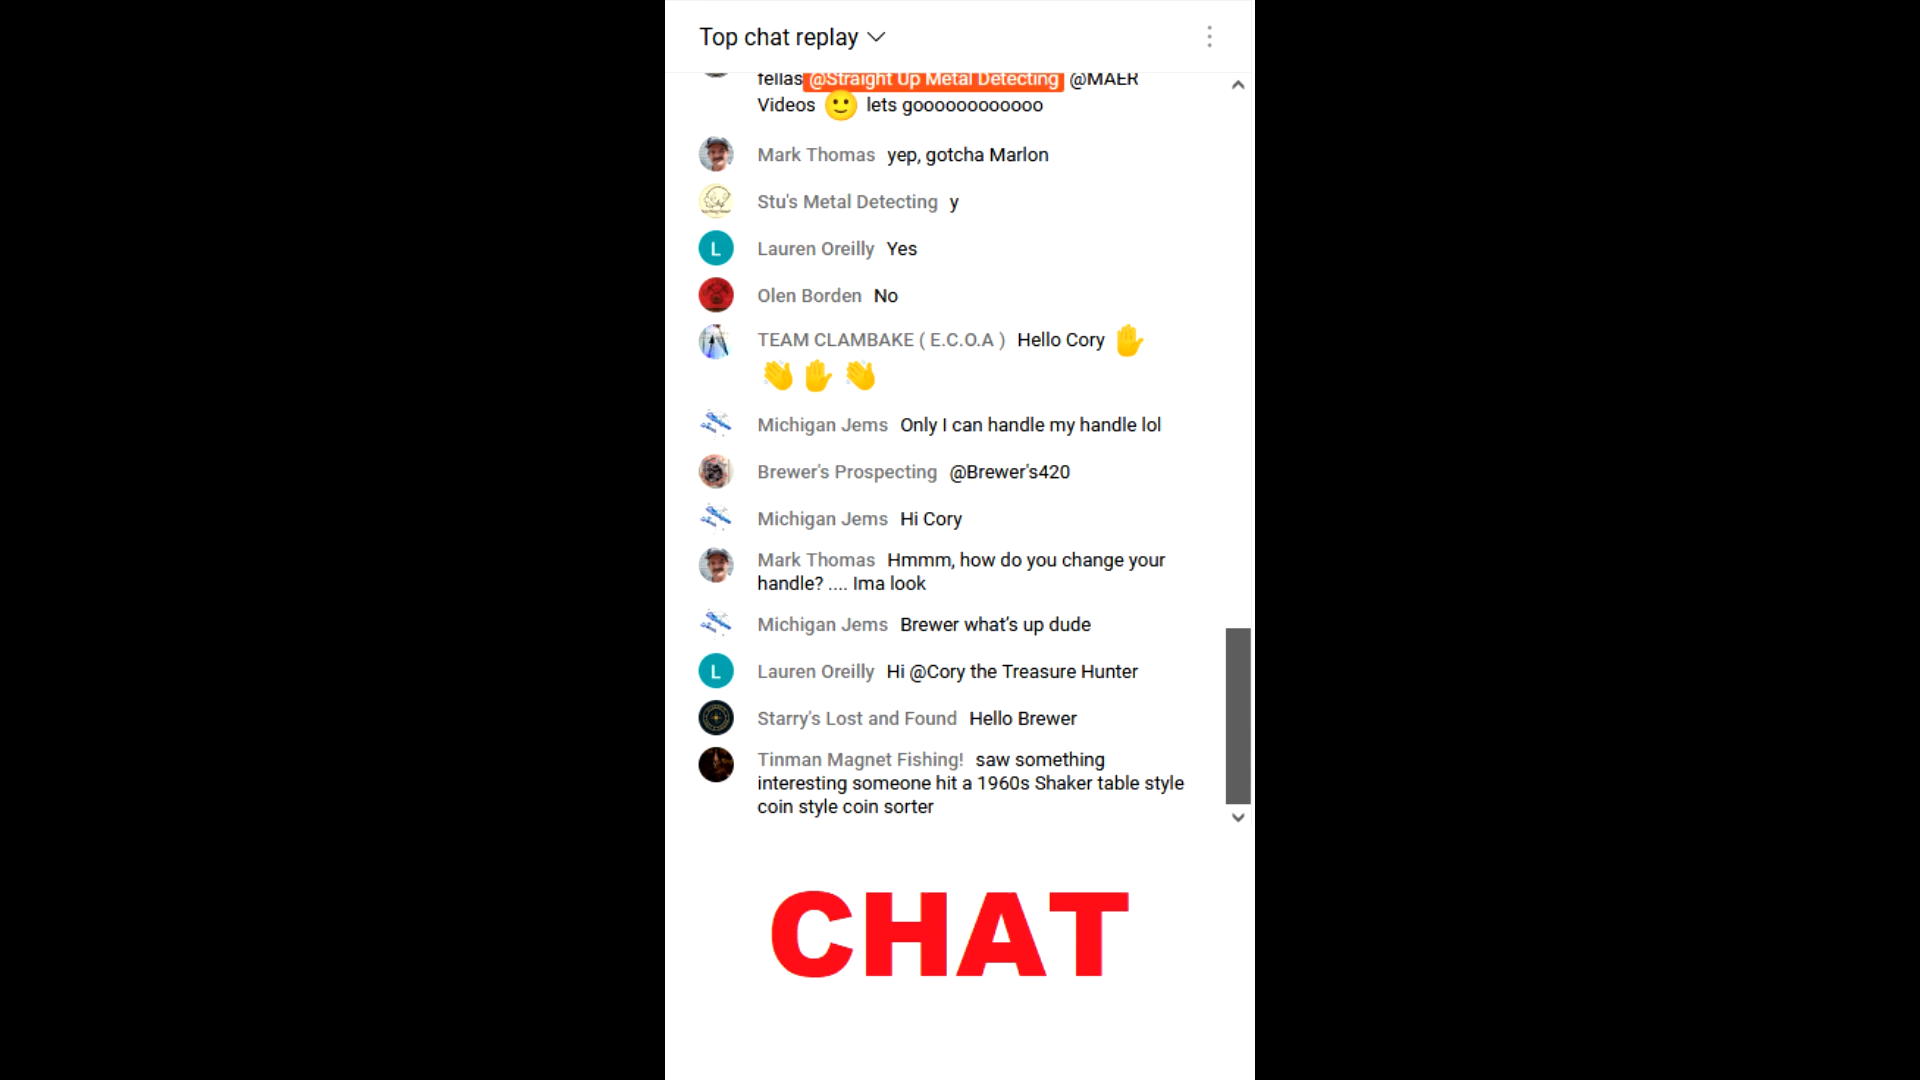 Top chat replay
fellas @Straight Up Metal Detecting @MAER
Videos 🙂 lets goooooooooooo
Mark Thomas yep, gotcha Marlon
Stu's Metal Detecting y
L Lauren Oreilly Yes
Olen Borden No
TEAM CLAMBAKE ( E.C.O.A ) Hello Cory ✋
👋 ✋ 👋
Michigan Jems Only I can handle my handle lol
Brewer's Prospecting @Brewer's420
Michigan Jems Hi Cory
Mark Thomas Hmmm, how do you change your
handle? .... Ima look
Michigan Jems Brewer what's up dude
L Lauren Oreilly Hi @Cory the Treasure Hunter
Starry's Lost and Found Hello Brewer
Tinman Magnet Fishing! saw something
interesting someone hit a 1960s Shaker table style
coin style coin sorter
CHAT